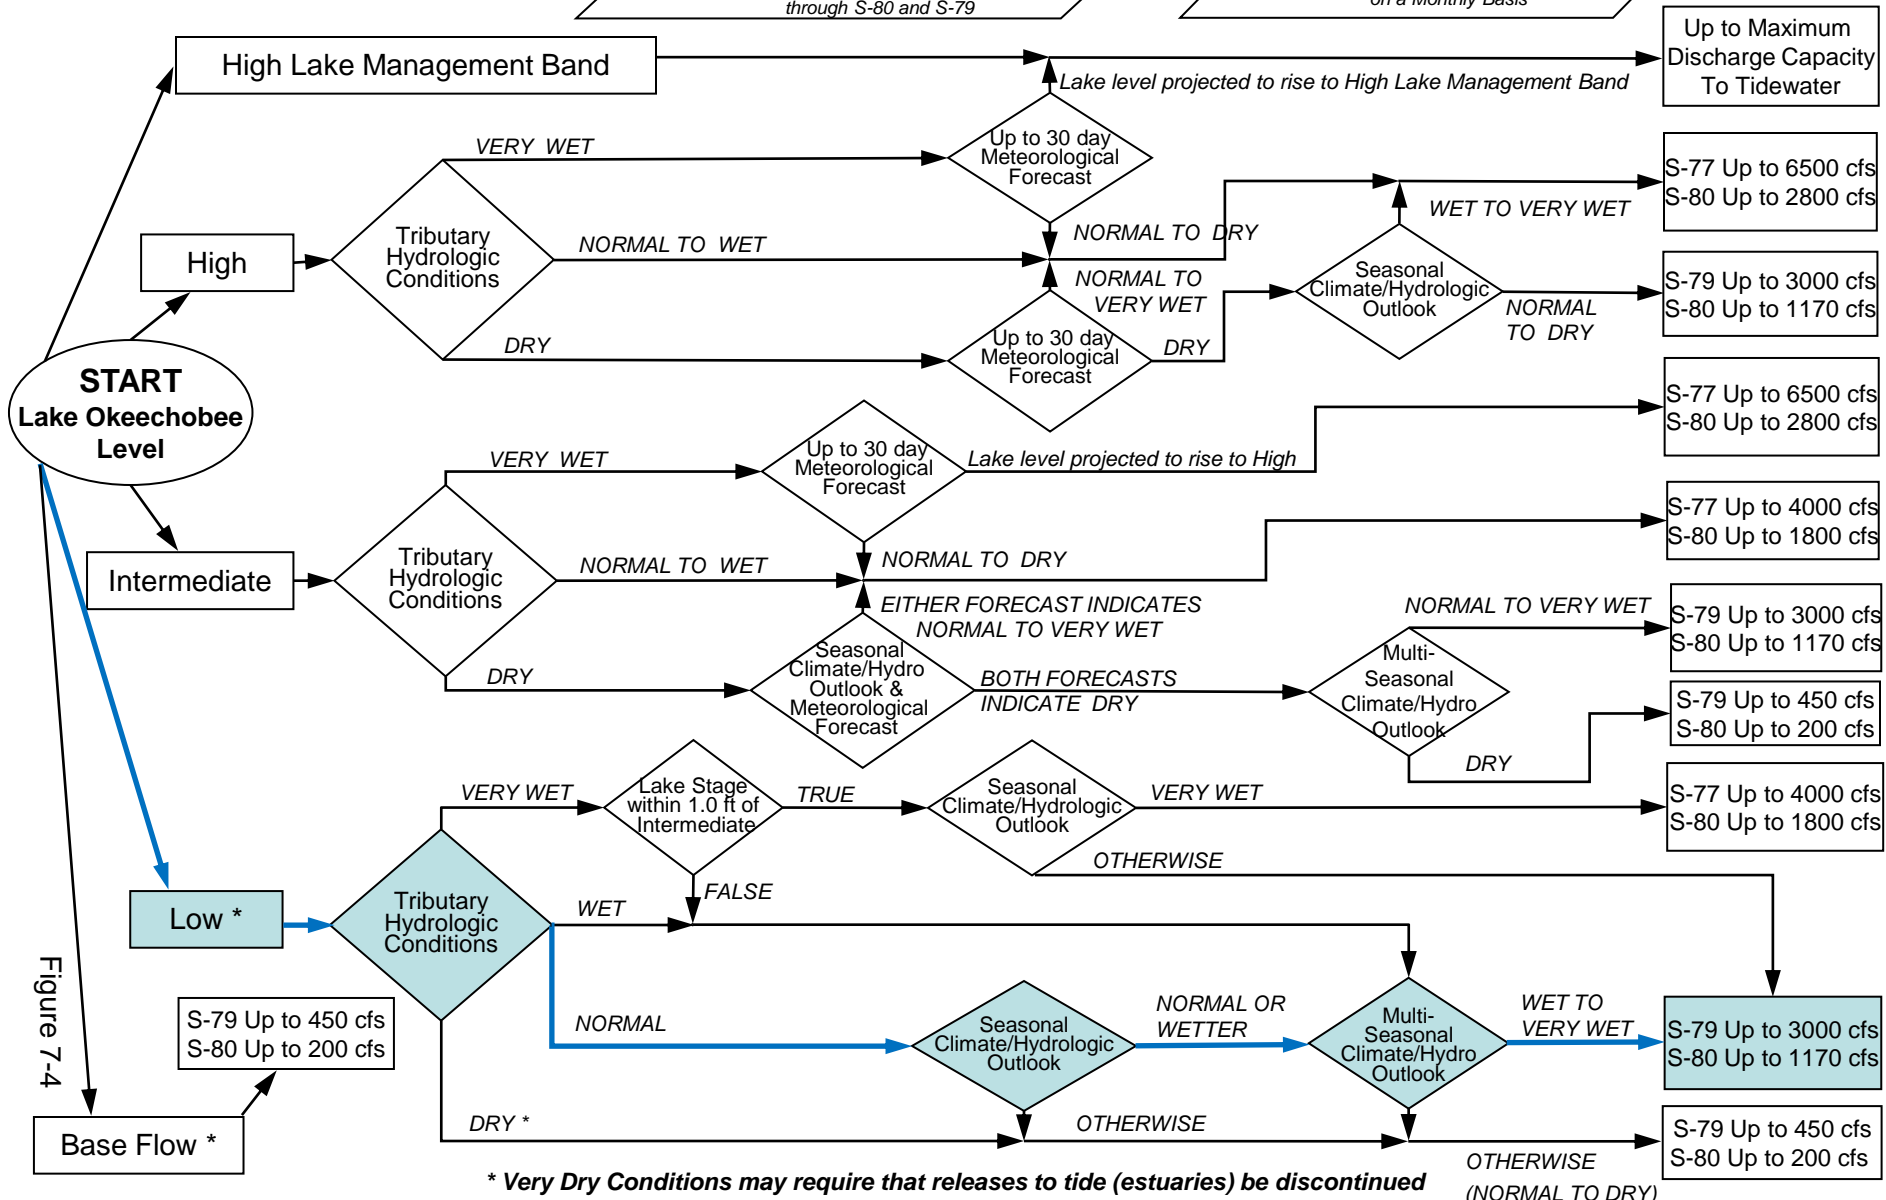 through S-80 and S-79
on a Monthly Basis
Up to Maximum
Discharge Capacity
To Tidewater
High Lake Management Band
Lake level projected to rise to High Lake Management Band
VERY WET
Up to 30 day
Meteorological
Forecast
S-77 Up to 6500 cfs
S-80 Up to 2800 cfs
WET TO VERY WET
Tributary
Hydrologic
Conditions
NORMAL TO WET
NORMAL TO DRY
High
NORMAL TO
VERY WET
Seasonal
Climate/Hydrologic
Outlook
NORMAL
TO DRY
S-79 Up to 3000 cfs
S-80 Up to 1170 cfs
DRY
Up to 30 day
Meteorological
Forecast
DRY
START
Lake Okeechobee
Level
S-77 Up to 6500 cfs
S-80 Up to 2800 cfs
VERY WET
Up to 30 day
Meteorological
Forecast
Lake level projected to rise to High
S-77 Up to 4000 cfs
S-80 Up to 1800 cfs
Intermediate
Tributary
Hydrologic
Conditions
NORMAL TO WET
NORMAL TO DRY
EITHER FORECAST INDICATES
NORMAL TO VERY WET
NORMAL TO VERY WET
S-79 Up to 3000 cfs
S-80 Up to 1170 cfs
DRY
Seasonal
Climate/Hydro
Outlook &
Meteorological
Forecast
BOTH FORECASTS
INDICATE DRY
Multi-
Seasonal
Climate/Hydro
Outlook
S-79 Up to 450 cfs
S-80 Up to 200 cfs
DRY
VERY WET
Lake Stage
within 1.0 ft of
Intermediate
TRUE
Seasonal
Climate/Hydrologic
Outlook
VERY WET
S-77 Up to 4000 cfs
S-80 Up to 1800 cfs
OTHERWISE
FALSE
Low *
Tributary
Hydrologic
Conditions
WET
NORMAL
Seasonal
Climate/Hydrologic
Outlook
NORMAL OR
WETTER
Multi-
Seasonal
Climate/Hydro
Outlook
WET TO
VERY WET
S-79 Up to 3000 cfs
S-80 Up to 1170 cfs
Figure 7-4
S-79 Up to 450 cfs
S-80 Up to 200 cfs
Base Flow *
DRY *
OTHERWISE
S-79 Up to 450 cfs
S-80 Up to 200 cfs
OTHERWISE
(NORMAL TO DRY)
* Very Dry Conditions may require that releases to tide (estuaries) be discontinued